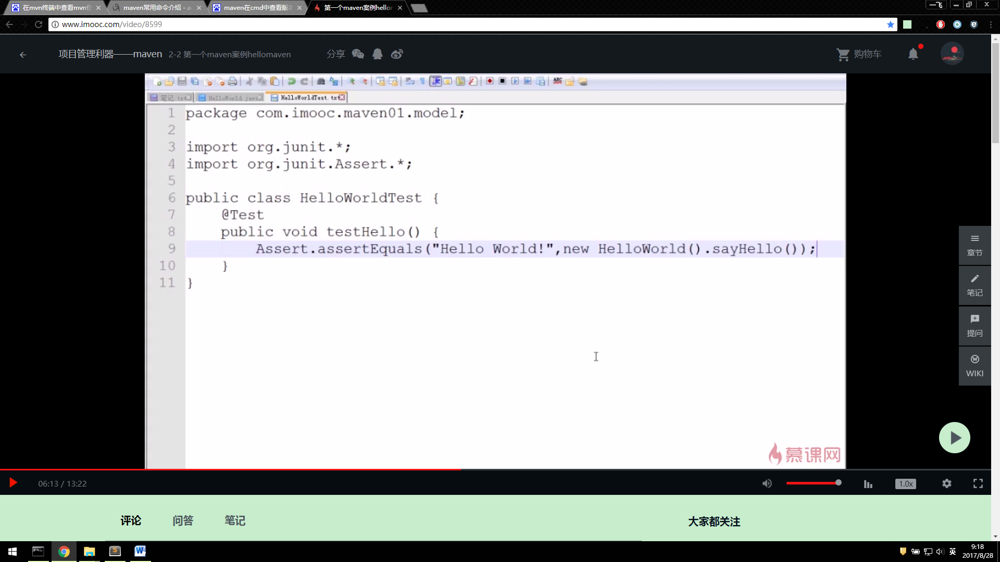 在mvn终端中查看mvn
maven常用命令介绍
maven在cmd中查看版本
第一个maven案例hello
www.imooc.com/video/8599
项目管理利器——maven 2-2 第一个maven案例hellomaven 分享
购物车
笔记.tx HelloWorld.java HelloWorldTest.tx
1 package com.imooc.maven01.model;
2
3 import org.junit.*;
4 import org.junit.Assert.*;
5
6 public class HelloWorldTest {
7 @Test
8 public void testHello() {
9 Assert.assertEquals("Hello World!",new HelloWorld().sayHello());
10 }
11 }
章节
笔记
提问
WIKI
慕课网
06:13 / 13:22
1.0x
评论 问答 笔记
大家都关注
英
9:18
2017/8/28